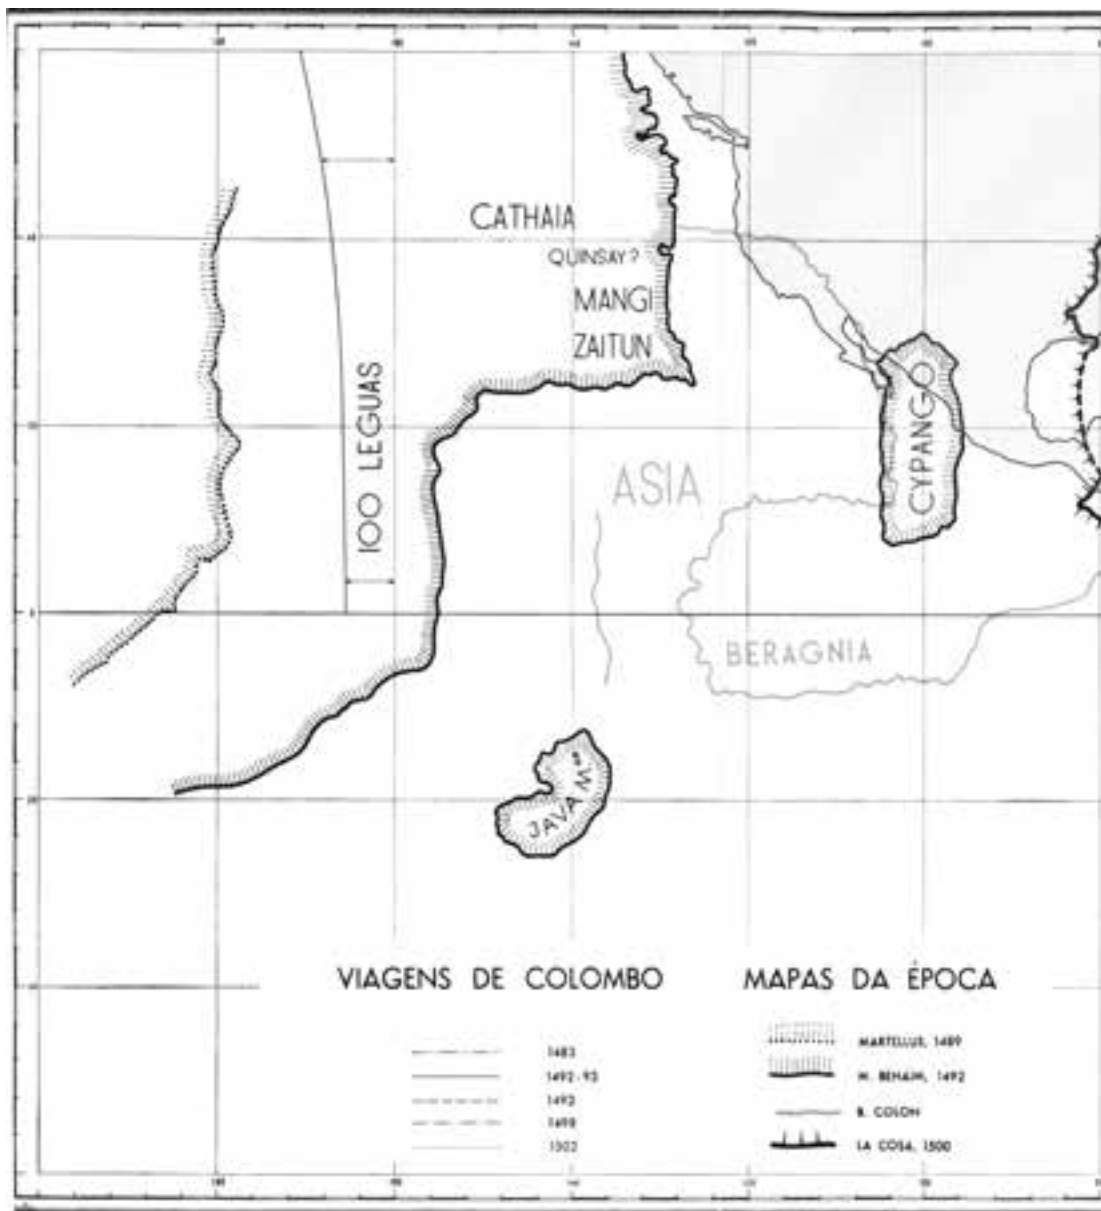 CATHAIA
QUINSAY?
MANGI
ZAITUN
100 LEGUAS
ASIA
CYPANGO
BERAGNIA
JAVA M
VIAGENS DE COLOMBO
1483
1492-93
1493
1498
1502
MAPAS DA ÉPOCA
MARTELLUS, 1489
M. BEHAIM, 1492
B. COLON
LA COSA, 1500